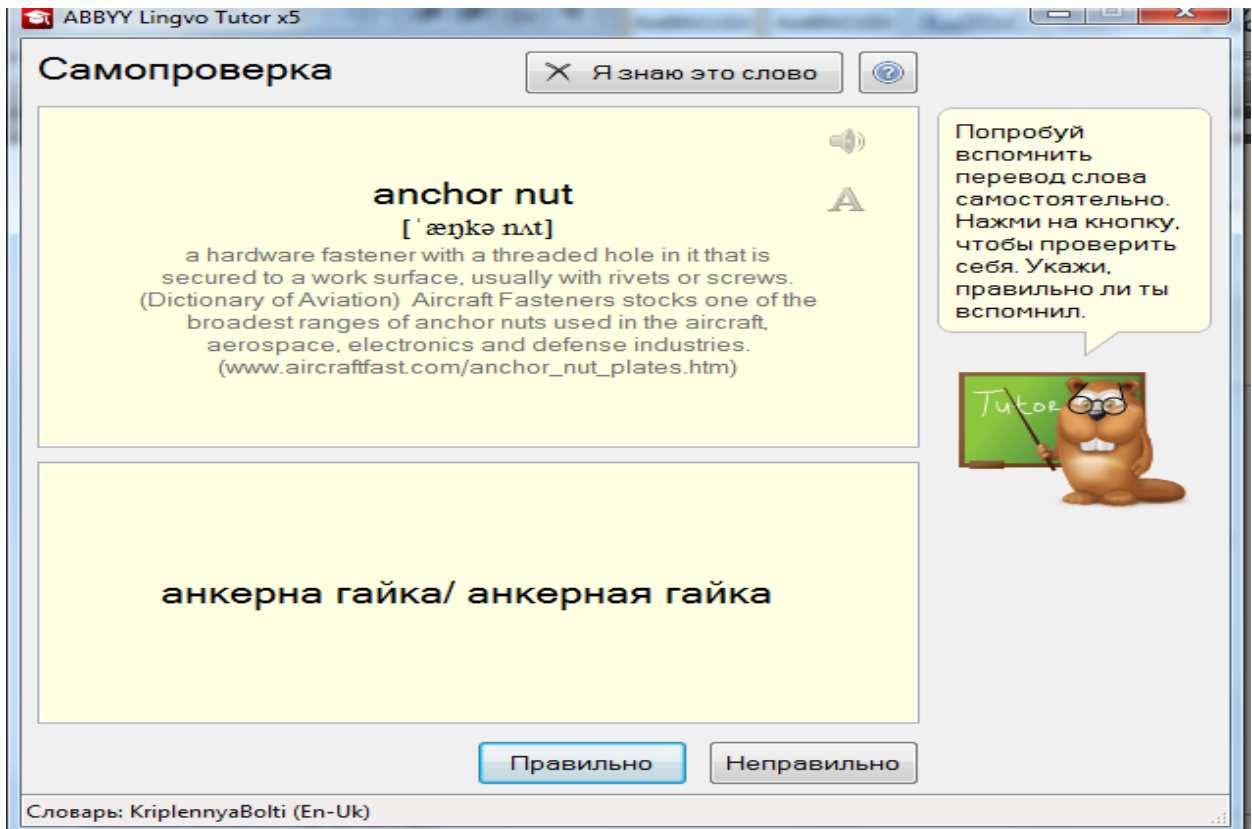 ABBYY Lingvo Tutor x5
Самопроверка
Я знаю это слово
anchor nut
[ˈæŋkə nʌt]
a hardware fastener with a threaded hole in it that is
secured to a work surface, usually with rivets or screws.
(Dictionary of Aviation) Aircraft Fasteners stocks one of the
broadest ranges of anchor nuts used in the aircraft,
aerospace, electronics and defense industries.
(www.aircraftfast.com/anchor_nut_plates.htm)
A
Попробуй
вспомнить
перевод слова
самостоятельно.
Нажми на кнопку,
чтобы проверить
себя. Укажи,
правильно ли ты
вспомнил.
Tutor
анкерна гайка/ анкерная гайка
Правильно
Неправильно
Словарь: KriplennyaBolti (En-Uk)